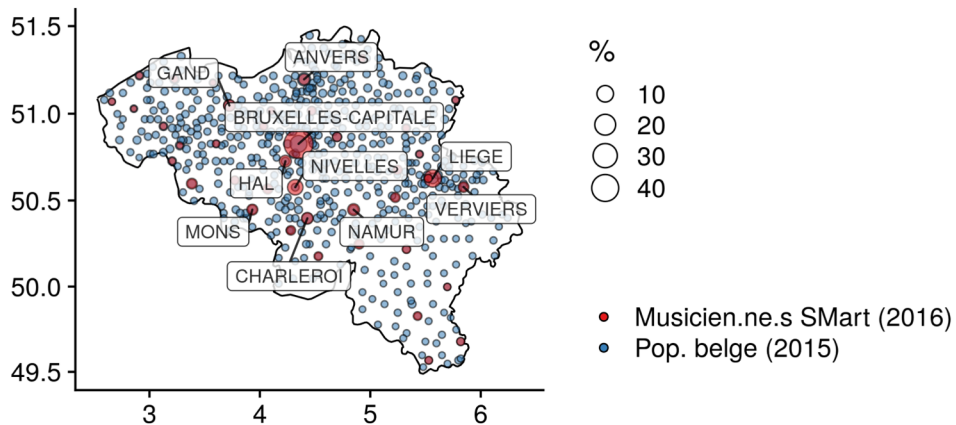 51.5
51.0
50.5
50.0
49.5
3
4
5
6
ANVERS
GAND
BRUXELLES-CAPITALE
LIEGE
NIVELLES
HAL
VERVIERS
MONS
NAMUR
CHARLEROI
%
10
20
30
40
Musicien.ne.s SMart (2016)
Pop. belge (2015)